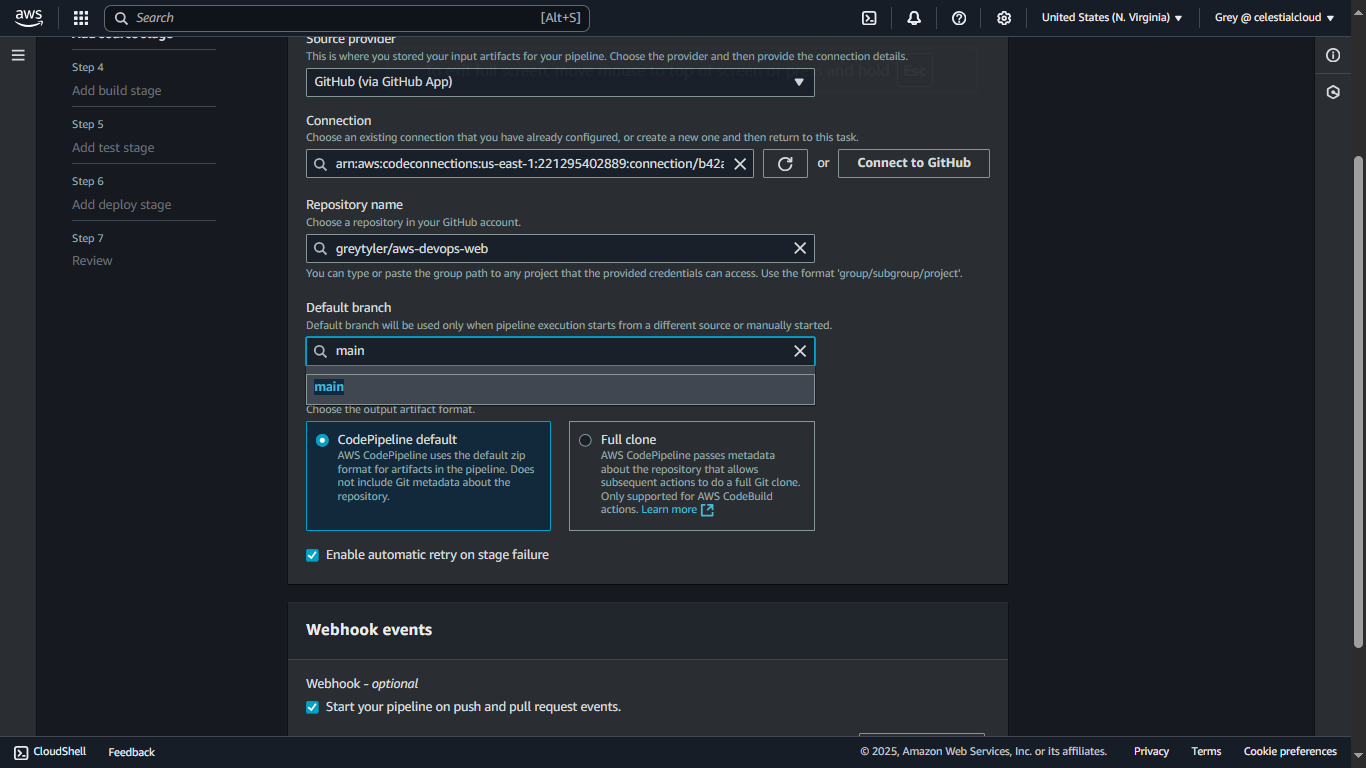 aws
Search
[Alt+S]
United States (N. Virginia)
Grey @ celestialcloud
Add source stage
Step 4
Add build stage
Step 5
Add test stage
Step 6
Add deploy stage
Step 7
Review
Source provider
This is where you stored your input artifacts for your pipeline. Choose the provider and then provide the connection details.
GitHub (via GitHub App)
Connection
Choose an existing connection that you have already configured, or create a new one and then return to this task.
arn:aws:codeconnections:us-east-1:221295402889:connection/b42a
or
Connect to GitHub
Repository name
Choose a repository in your GitHub account.
greytyler/aws-devops-web
You can type or paste the group path to any project that the provided credentials can access. Use the format 'group/subgroup/project'.
Default branch
Default branch will be used only when pipeline execution starts from a different source or manually started.
main
main
Choose the output artifact format.
CodePipeline default
AWS CodePipeline uses the default zip
format for artifacts in the pipeline. Does
not include Git metadata about the
repository.
Full clone
AWS CodePipeline passes metadata
about the repository that allows
subsequent actions to do a full Git clone.
Only supported for AWS CodeBuild
actions. Learn more
Enable automatic retry on stage failure
Webhook events
Webhook - optional
Start your pipeline on push and pull request events.
CloudShell
Feedback
© 2025, Amazon Web Services, Inc. or its affiliates.
Privacy
Terms
Cookie preferences